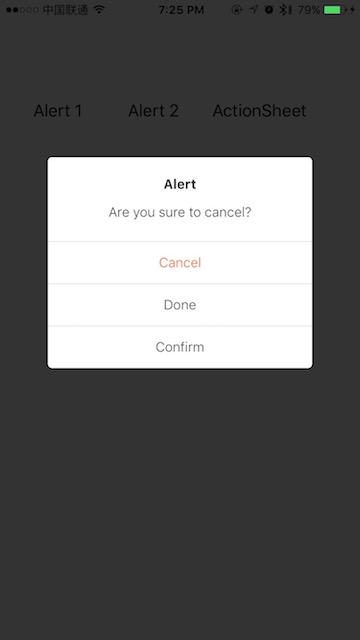 中国联通 7:25 PM 79%
Alert 1 Alert 2 ActionSheet
Alert
Are you sure to cancel?
Cancel
Done
Confirm